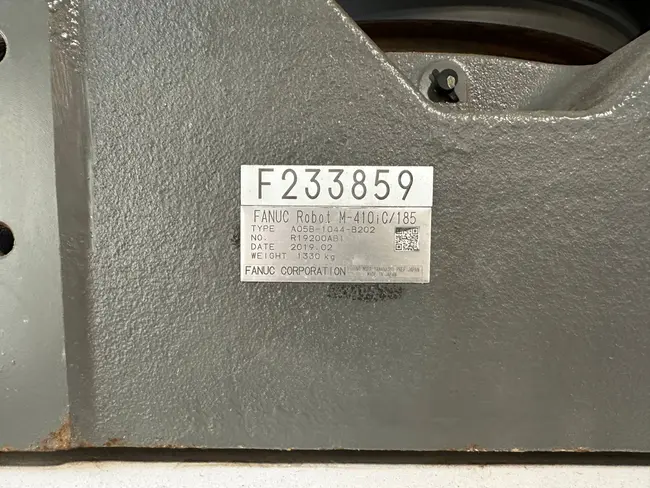 F233859
FANUC Robot M-410iC/185
TYPE A05B-1044-B202
NO. R19200AB1
DATE 2019.02
WEIGHT 1330 kg
FANUC CORPORATION
MADE IN JAPAN